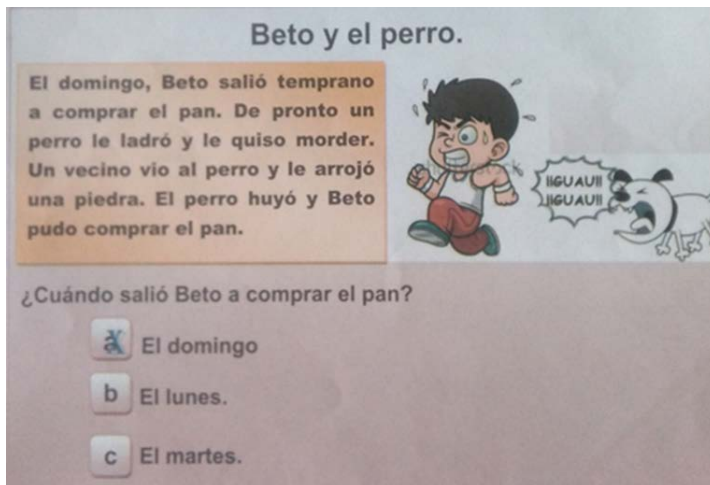 Beto y el perro.
El domingo, Beto salió temprano
a comprar el pan. De pronto un
perro le ladró y le quiso morder.
Un vecino vio al perro y le arrojó
una piedra. El perro huyó y Beto
pudo comprar el pan.
¡¡GUAU!!
¡¡GUAU!!
¿Cuándo salió Beto a comprar el pan?
a El domingo
b El lunes.
c El martes.